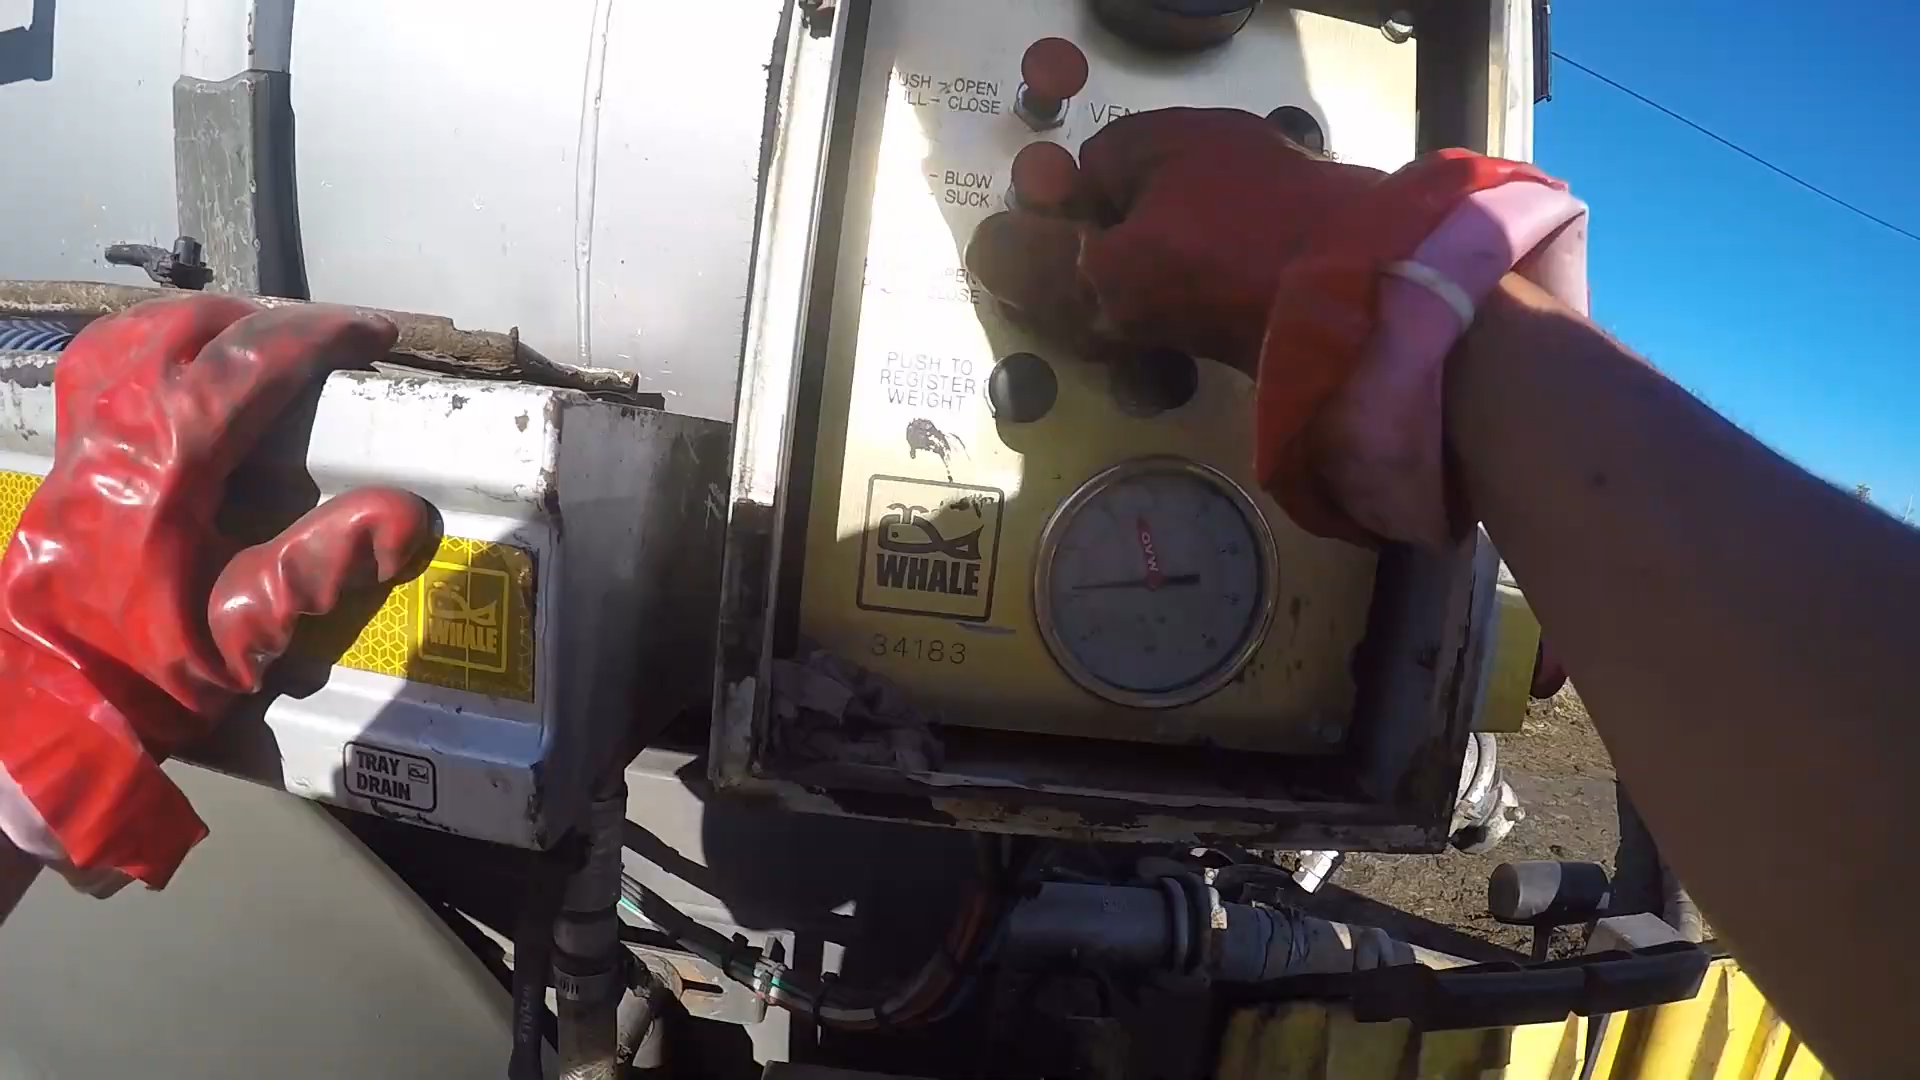 OPEN
CLOSE
- BLOW
SUCK
CLOSE
PUSH TO
REGISTER
WEIGHT
WHALE
34183
WHALE
TRAY
DRAIN